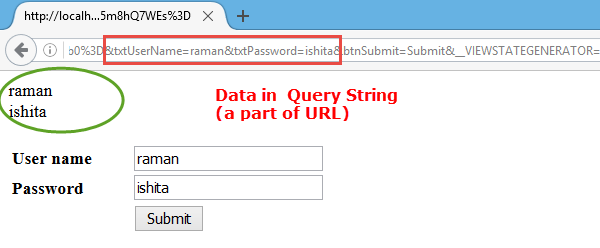 http://localh...5m8hQ7WEs%3D
b0%3D&txtUserName=raman&txtPassword=ishita&btnSubmit=Submit&__VIEWSTATEGENERATOR=
raman
ishita
Data in Query String
(a part of URL)
User name raman
Password ishita
Submit